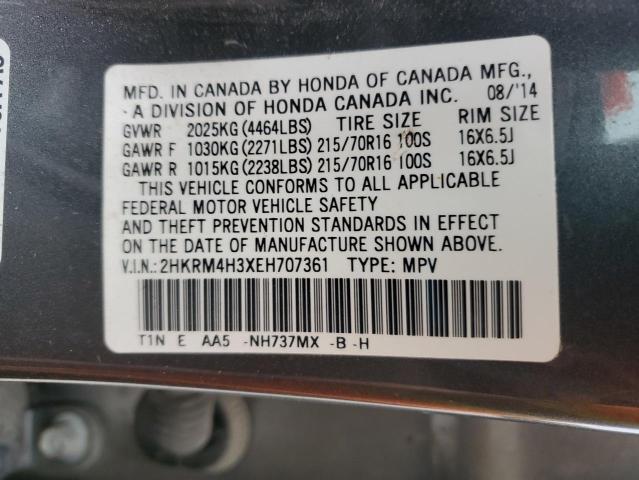 MFD. IN CANADA BY HONDA OF CANADA MFG.,
A DIVISION OF HONDA CANADA INC. 08/'14
GVWR 2025KG (4464LBS) TIRE SIZE RIM SIZE
GAWR F 1030KG (2271LBS) 215/70R16 100S 16X6.5J
GAWR R 1015KG (2238LBS) 215/70R16 100S 16X6.5J
THIS VEHICLE CONFORMS TO ALL APPLICABLE
FEDERAL MOTOR VEHICLE SAFETY
AND THEFT PREVENTION STANDARDS IN EFFECT
ON THE DATE OF MANUFACTURE SHOWN ABOVE.
V.I.N.: 2HKRM4H3XEH707361 TYPE: MPV
T1N E AA5 -NH737MX -B -H